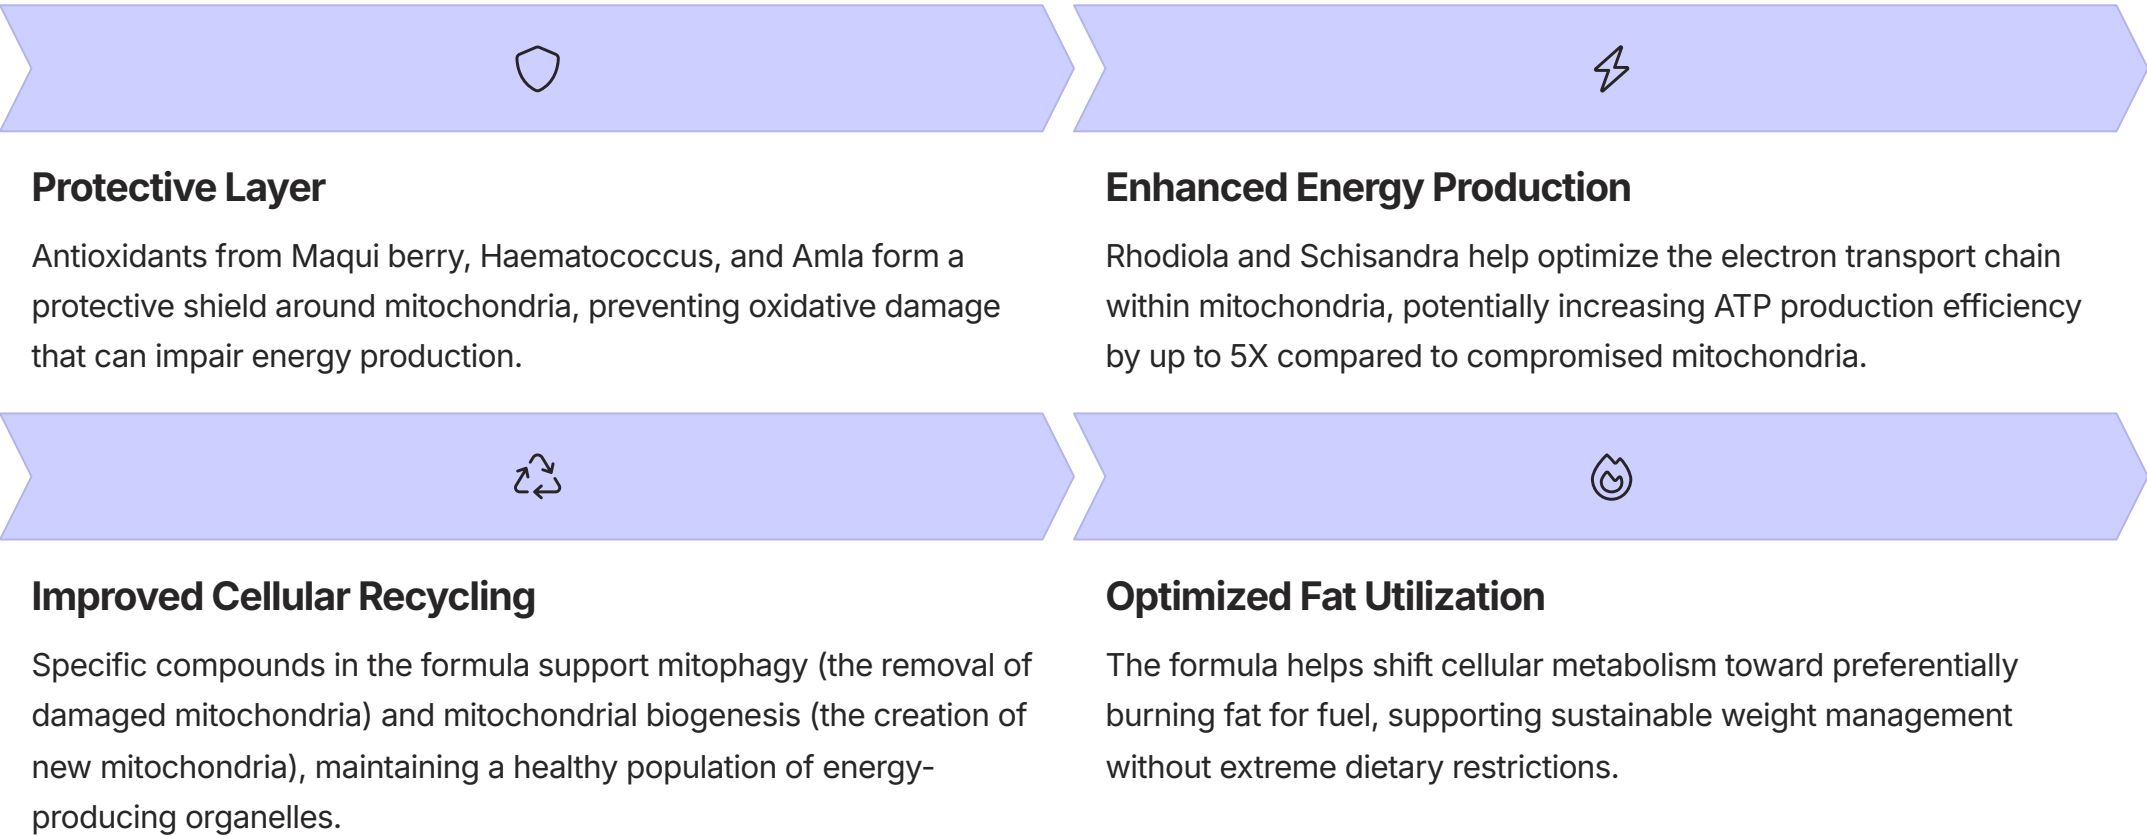 Protective Layer
Antioxidants from Maqui berry, Haematococcus, and Amla form a
protective shield around mitochondria, preventing oxidative damage
that can impair energy production.
Enhanced Energy Production
Rhodiola and Schisandra help optimize the electron transport chain
within mitochondria, potentially increasing ATP production efficiency
by up to 5X compared to compromised mitochondria.
Improved Cellular Recycling
Specific compounds in the formula support mitophagy (the removal of
damaged mitochondria) and mitochondrial biogenesis (the creation of
new mitochondria), maintaining a healthy population of energy-
producing organelles.
Optimized Fat Utilization
The formula helps shift cellular metabolism toward preferentially
burning fat for fuel, supporting sustainable weight management
without extreme dietary restrictions.